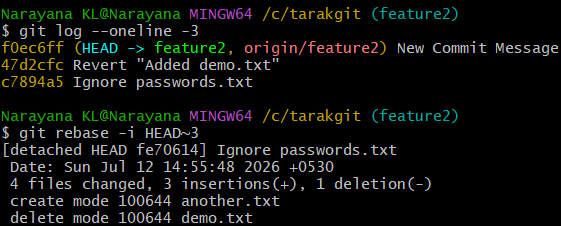 Narayana KL@Narayana MINGW64 /c/tarakgit (feature2)
$ git log --oneline -3
f0ec6ff (HEAD -> feature2, origin/feature2) New Commit Message
47d2cfc Revert "Added demo.txt"
c7894a5 Ignore passwords.txt
Narayana KL@Narayana MINGW64 /c/tarakgit (feature2)
$ git rebase -i HEAD~3
[detached HEAD fe70614] Ignore passwords.txt
Date: Sun Jul 12 14:55:48 2026 +0530
4 files changed, 3 insertions(+), 1 deletion(-)
create mode 100644 another.txt
delete mode 100644 demo.txt